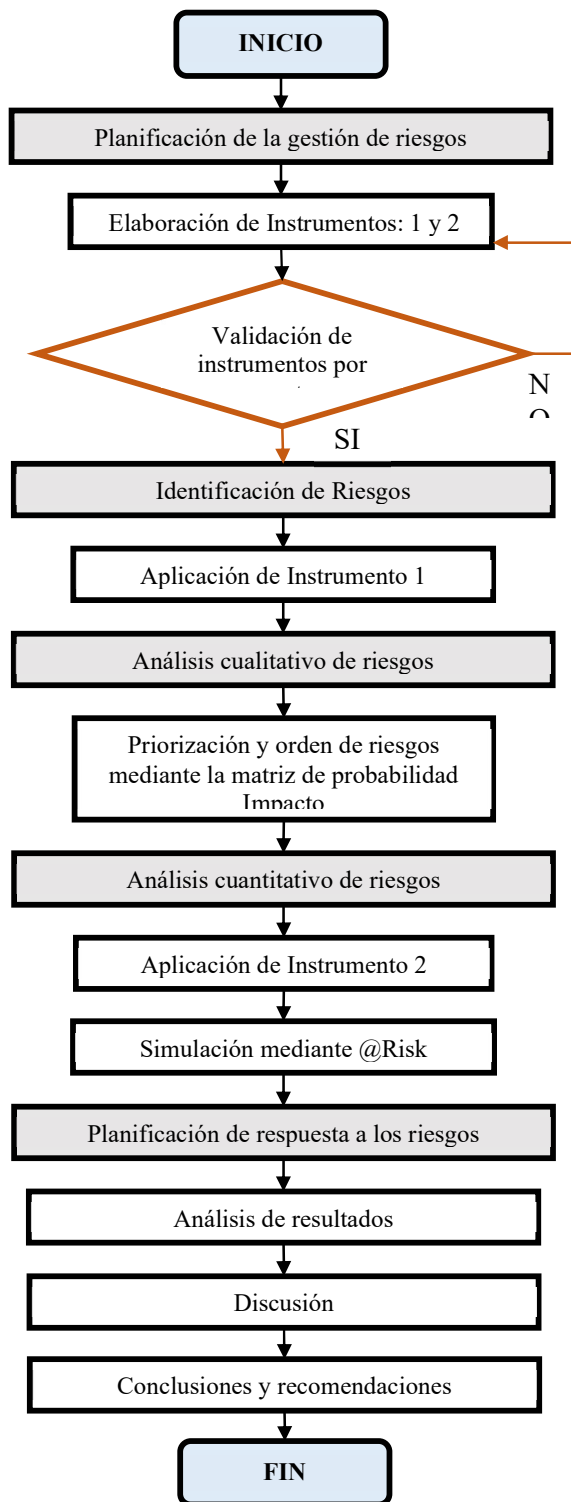 INICIO
Planificación de la gestión de riesgos
Elaboración de Instrumentos: 1 y 2
Validación de
instrumentos por
N
O
SI
Identificación de Riesgos
Aplicación de Instrumento 1
Análisis cualitativo de riesgos
Priorización y orden de riesgos
mediante la matriz de probabilidad
Impacto
Análisis cuantitativo de riesgos
Aplicación de Instrumento 2
Simulación mediante @Risk
Planificación de respuesta a los riesgos
Análisis de resultados
Discusión
Conclusiones y recomendaciones
FIN